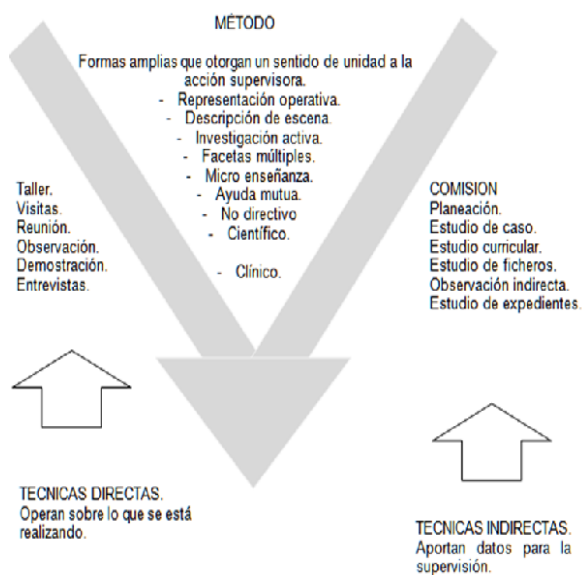 MÉTODO
Formas amplias que otorgan un sentido de unidad a la
acción supervisora.
- Representación operativa.
- Descripción de escena.
- Investigación activa.
- Facetas múltiples.
- Micro enseñanza.
- Ayuda mutua.
- No directivo
- Científico.
- Clínico.
Taller.
Visitas.
Reunión.
Observación.
Demostración.
Entrevistas.
COMISION
Planeación.
Estudio de caso.
Estudio curricular.
Estudio de ficheros.
Observación indirecta.
Estudio de expedientes.
TECNICAS DIRECTAS.
Operan sobre lo que se está
realizando.
TECNICAS INDIRECTAS.
Aportan datos para la
supervisión.